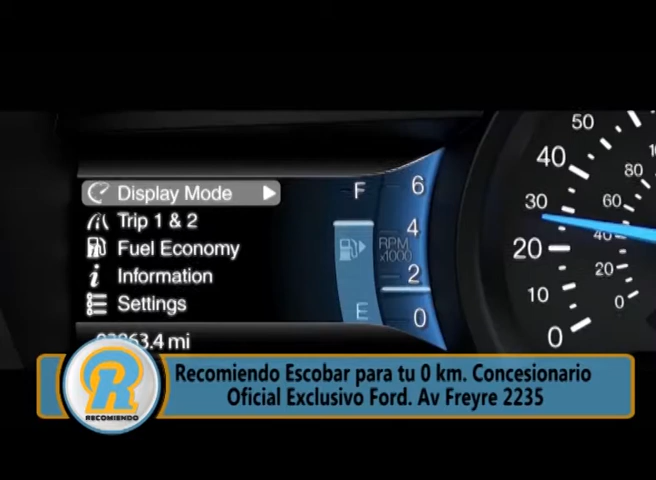 Display Mode
Trip 1 & 2
Fuel Economy
Information
Settings
F
E
6
4
RPM
x1000
2
0
50
40
30
20
10
0
80
60
40
20
0
Recomiendo Escobar para tu 0 km. Concesionario
Oficial Exclusivo Ford. Av Freyre 2235
R
RECOMIENDO